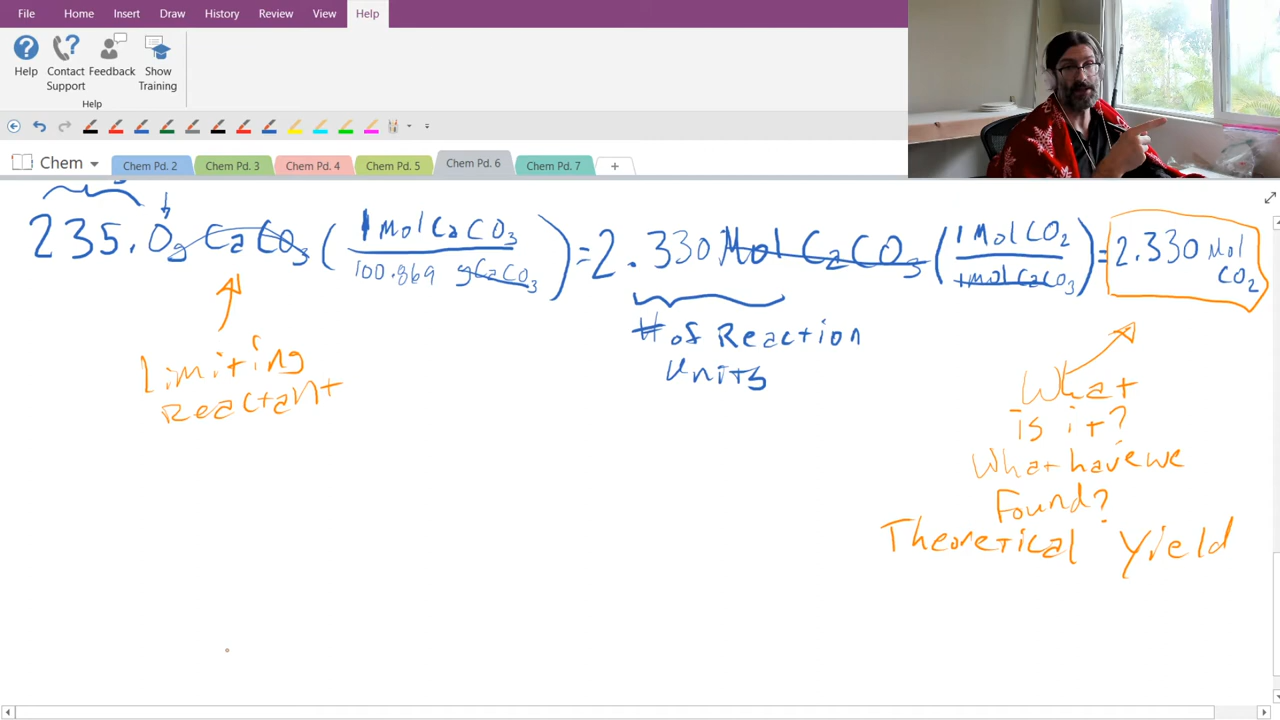 File Home Insert Draw History Review View Help
Help Contact Support Feedback Show Training
Help
Chem Chem Pd. 2 Chem Pd. 3 Chem Pd. 4 Chem Pd. 5 Chem Pd. 6 Chem Pd. 7 +
235.0g CaCO3 (1 Mol CaCO3 / 100.869 gCaCO3) = 2.330 Mol CaCO3 (1 Mol CO2 / 1mol CaCO3) = 2.330 Mol CO2
# of Reaction
Units
Limiting
Reactant
What
is it?
What have we
Found?
Theoretical Yield